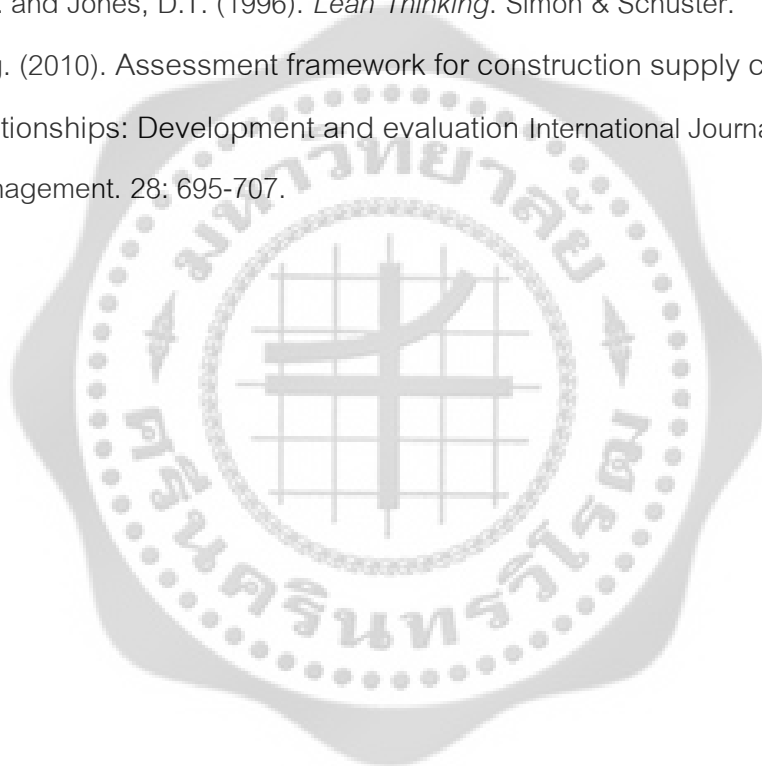 . and Jones, D.T. (1996). Lean Thinking. Simon & Schuster.
g. (2010). Assessment framework for construction supply c
tionships: Development and evaluation International Journa
nagement. 28: 695-707.
มหาวิทยาลัย
ศรีนครินทรวิโรฒ